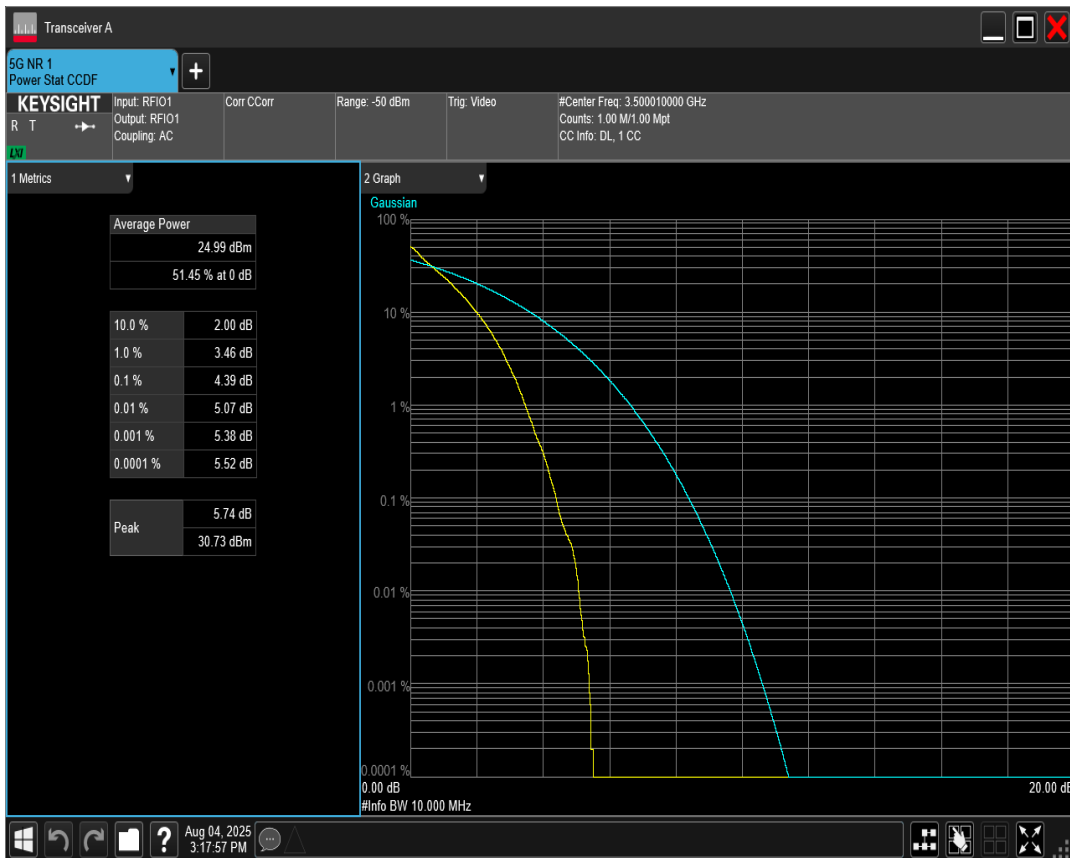 Transceiver A
5G NR 1
Power Stat CCDF
KEYSIGHT
R T
LXI
Input: RFIO1
Output: RFIO1
Coupling: AC
Corr CCorr
Range: -50 dBm
Trig: Video
#Center Freq: 3.500010000 GHz
Counts: 1.00 M/1.00 Mpt
CC Info: DL, 1 CC
1 Metrics
Average Power
24.99 dBm
51.45 % at 0 dB
10.0 % 2.00 dB
1.0 % 3.46 dB
0.1 % 4.39 dB
0.01 % 5.07 dB
0.001 % 5.38 dB
0.0001 % 5.52 dB
Peak
5.74 dB
30.73 dBm
2 Graph
Gaussian
100 %
10 %
1 %
0.1 %
0.01 %
0.001 %
0.0001 %
0.00 dB
20.00 dB
#Info BW 10.000 MHz
?
Aug 04, 2025
3:17:57 PM